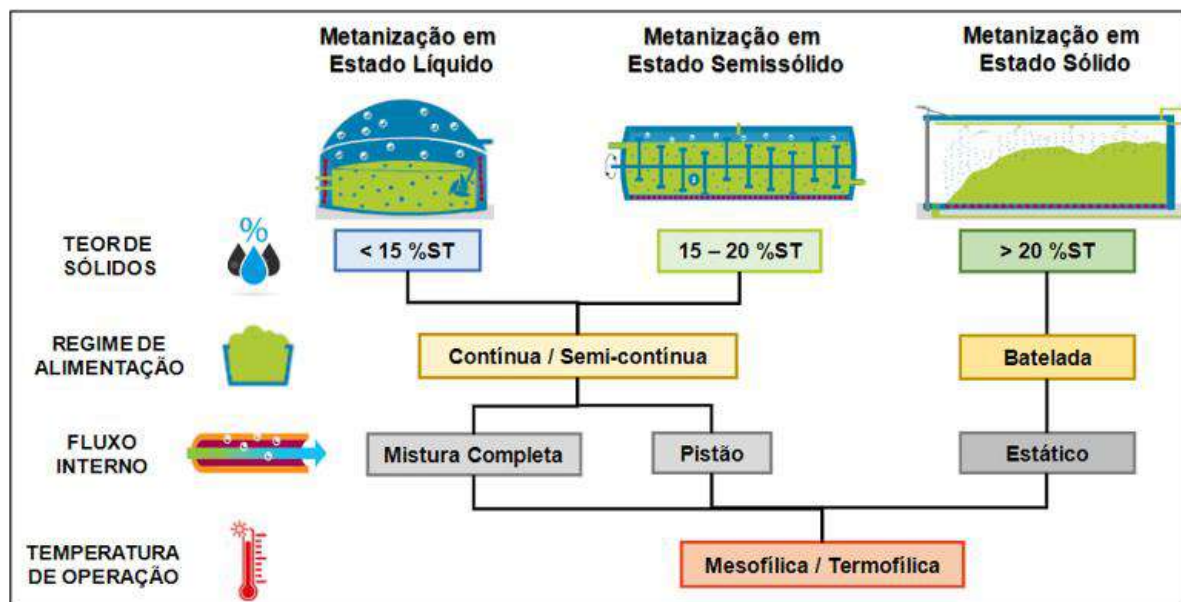 Metanização em
Estado Líquido
Metanização em
Estado Semissólido
Metanização em
Estado Sólido
TEOR DE
SÓLIDOS
%
< 15 %ST
15 – 20 %ST
> 20 %ST
REGIME DE
ALIMENTAÇÃO
Contínua / Semi-contínua
Batelada
FLUXO
INTERNO
Mistura Completa
Pistão
Estático
TEMPERATURA
DE OPERAÇÃO
Mesofílica / Termofílica